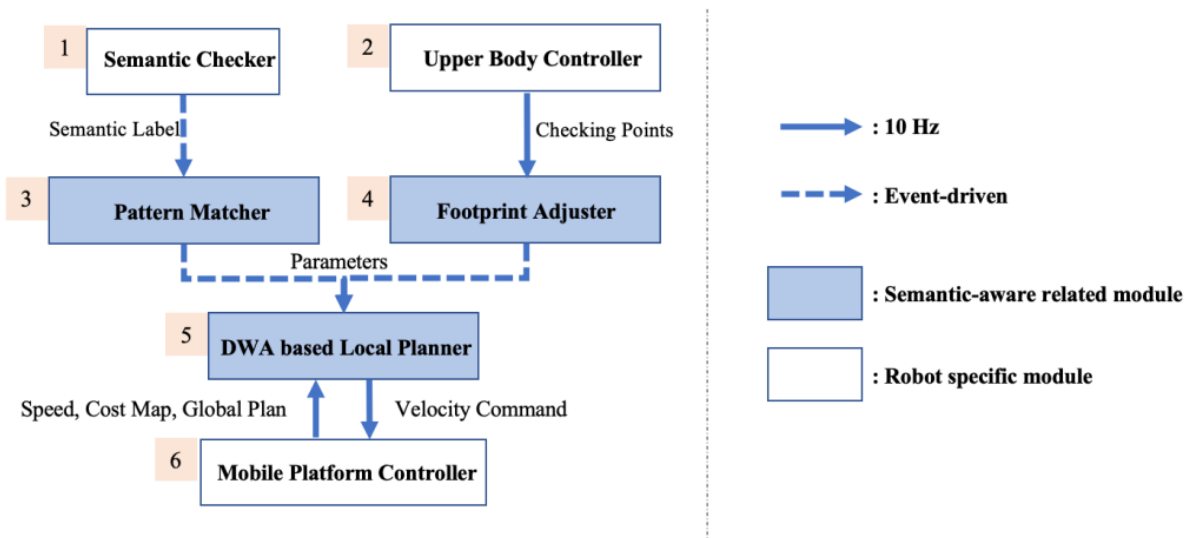 1
Semantic Checker
2
Upper Body Controller
Semantic Label
Checking Points
3
Pattern Matcher
4
Footprint Adjuster
Parameters
5
DWA based Local Planner
Speed, Cost Map, Global Plan
Velocity Command
6
Mobile Platform Controller
: 10 Hz
: Event-driven
: Semantic-aware related module
: Robot specific module